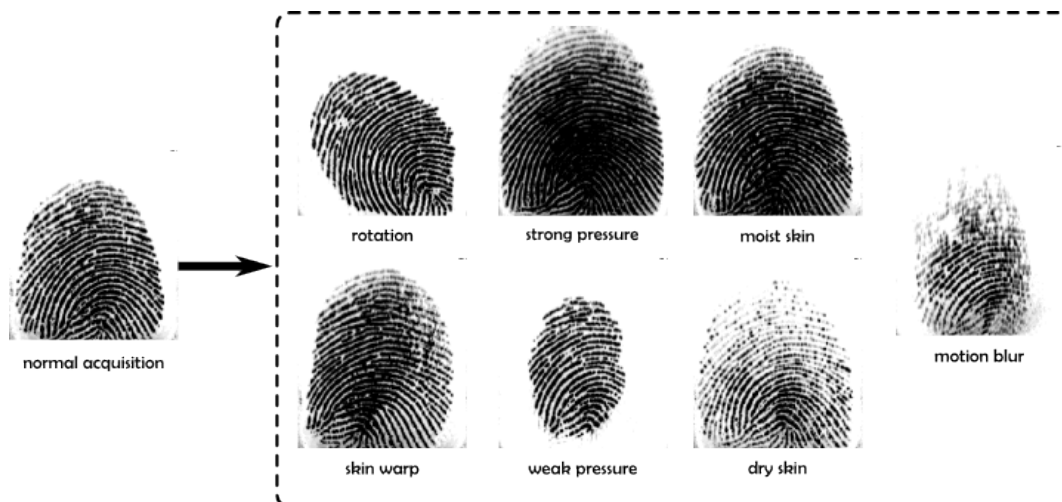 rotation
strong pressure
moist skin
normal acquisition
motion blur
skin warp
weak pressure
dry skin